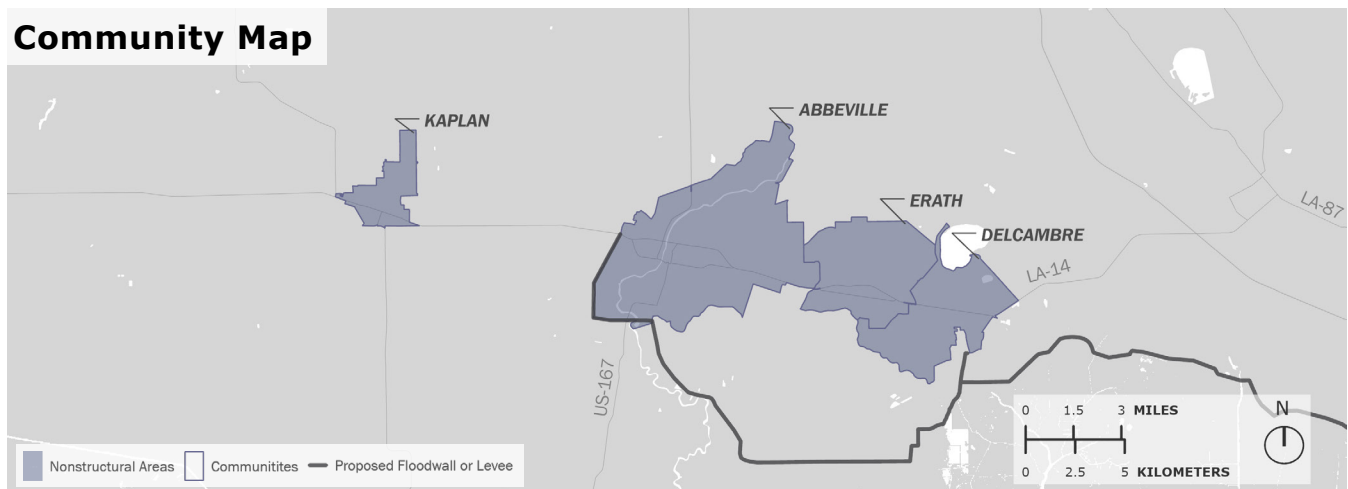 Community Map
KAPLAN
ABBEVILLE
ERATH
DELCAMBRE
LA-87
LA-14
US-167
0 1.5 3 MILES
0 2.5 5 KILOMETERS
N
Nonstructural Areas
Communitites
Proposed Floodwall or Levee